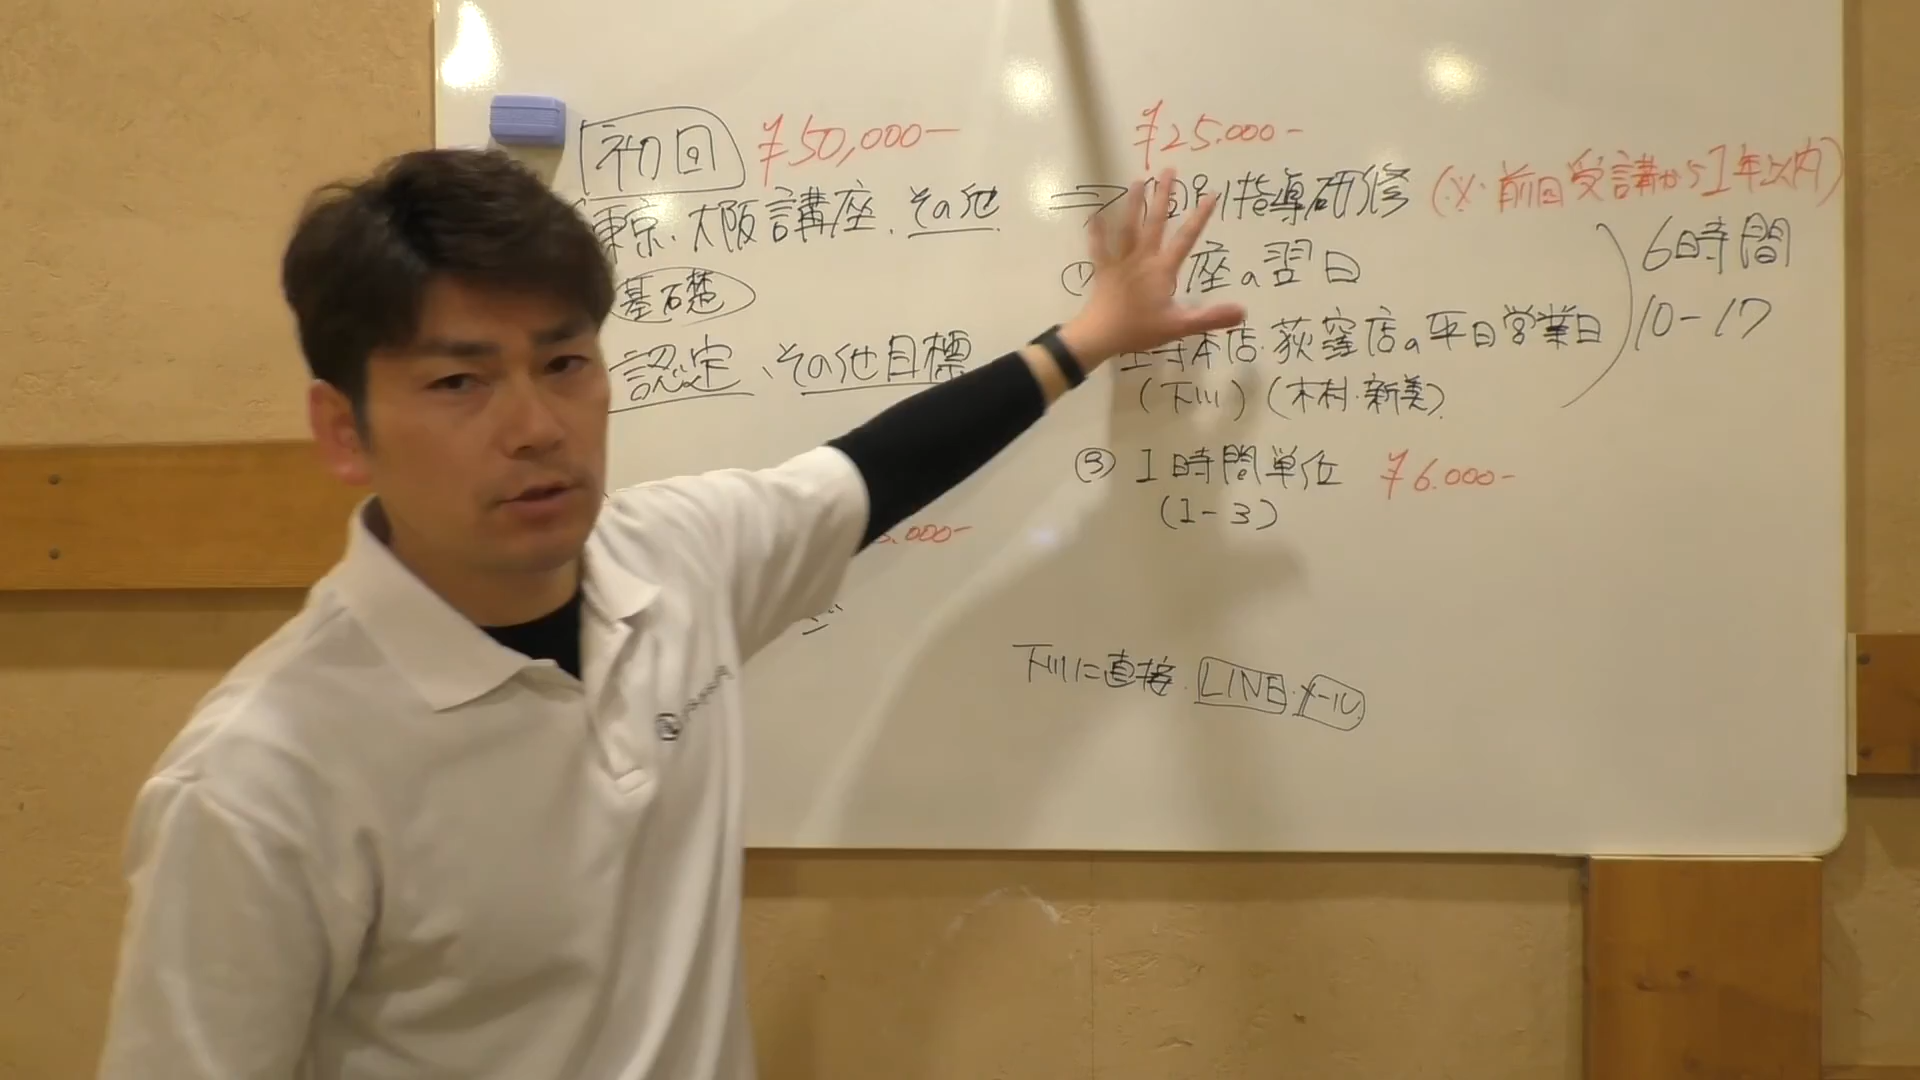 初回 ¥50,000-
東京、大阪講座、その他
基礎
認定、その他目標
000-
¥25.000-
⇒個別指導研修(※前回受講から1年以内)
① 座の翌日
本店・荻窪店の平日営業日
(下川)(木村・新美)
6時間
10-17
③ 1時間単位 ¥6.000-
(1-3)
下川に直接、LINE・メール